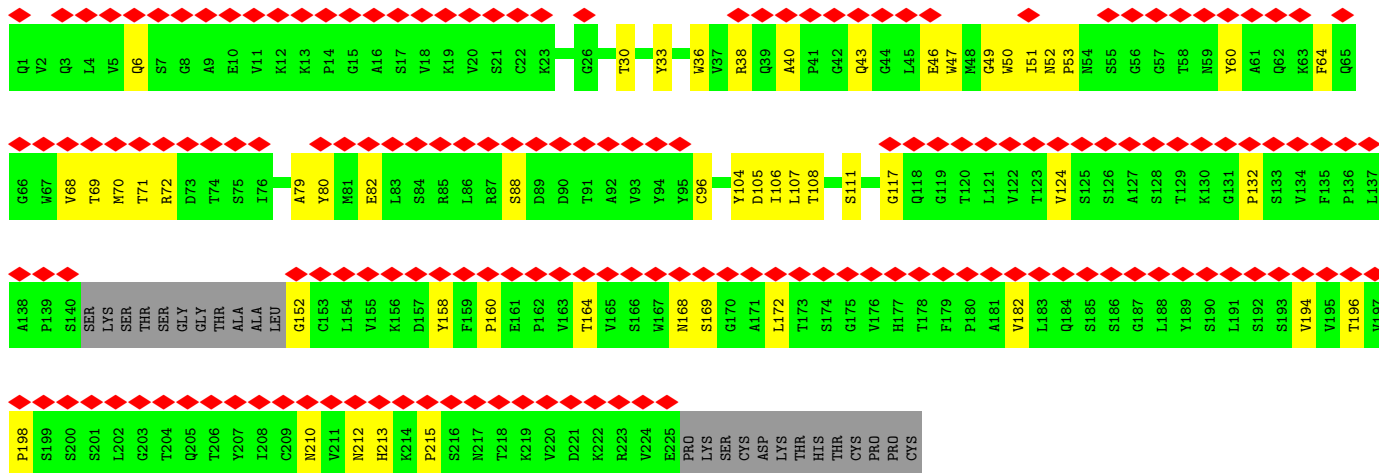 Q1 V2 Q3 L4 V5 Q6 S7 G8 A9 E10 V11 K12 K13 P14 G15 A16 S17 V18 K19 V20 S21 C22 K23 G26 T30 Y33 W36 V37 R38 Q39 A40 P41 G42 Q43 G44 L45 E46 W47 M48 G49 W50 I51 N52 P53 N54 S55 G56 G57 T58 N59 Y60 A61 Q62 K63 F64 Q65
G66 W67 V68 T69 M70 T71 R72 D73 T74 S75 I76 A79 Y80 M81 E82 L83 S84 R85 L86 R87 S88 D89 D90 T91 A92 V93 Y94 Y95 C96 Y104 D105 I106 L107 T108 S111 G117 Q118 G119 T120 L121 V122 T123 V124 S125 S126 A127 S128 T129 K130 G131 P132 S133 V134 F135 P136 L137
A138 P139 S140 SER LYS SER THR SER GLY GLY THR ALA ALA LEU G152 C153 L154 V155 K156 D157 Y158 F159 P160 E161 P162 V163 T164 V165 S166 W167 N168 S169 G170 A171 L172 T173 S174 G175 V176 H177 T178 F179 P180 A181 V182 L183 Q184 S185 S186 G187 L188 Y189 S190 L191 S192 S193 V194 V195 T196 V197
P198 S199 S200 S201 L202 G203 T204 Q205 T206 Y207 I208 C209 N210 V211 N212 H213 K214 P215 S216 N217 T218 K219 V220 D221 K222 R223 V224 E225 PRO LYS SER CYS ASP LYS THR HIS THR CYS PRO PRO CYS